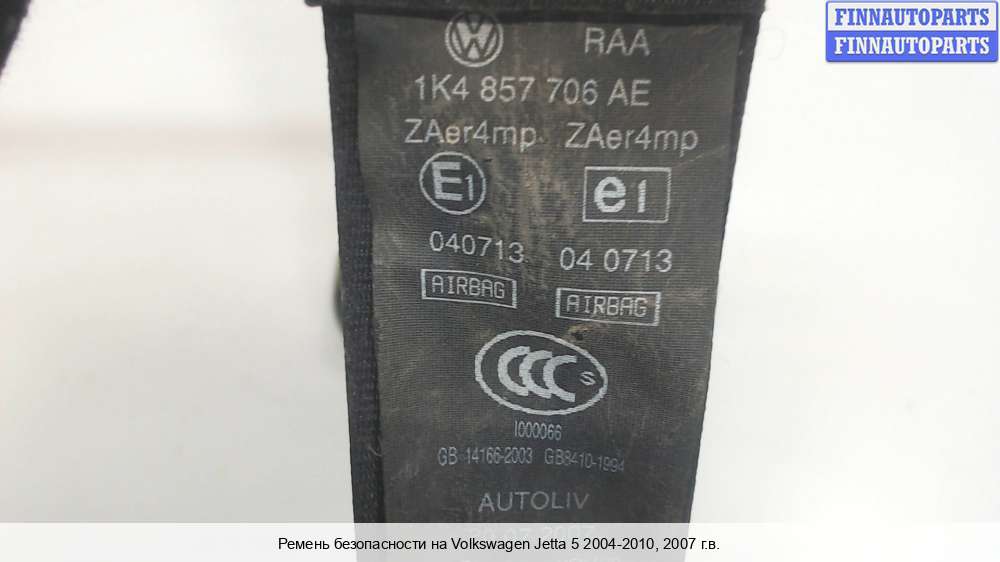 FINNAUTOPARTS
FINNAUTOPARTS
RAA
1K4 857 706 AE
ZAer4mp ZAer4mp
E1 e1
040713 04 0713
AIRBAG AIRBAG
CCC S
I000066
GB 14166-2003 GB8410-1994
AUTOLIV
Ремень безопасности на Volkswagen Jetta 5 2004-2010, 2007 г.в.